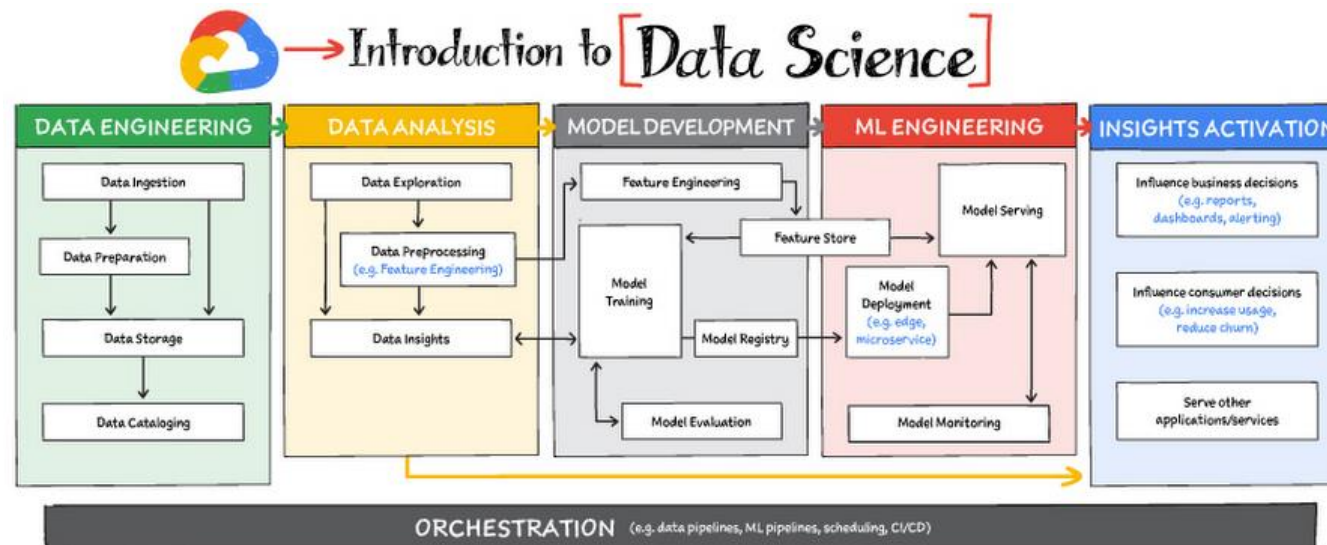 Introduction to [Data Science]
DATA ENGINEERING
Data Ingestion
Data Preparation
Data Storage
Data Cataloging
DATA ANALYSIS
Data Exploration
Data Preprocessing
(e.g. Feature Engineering)
Data Insights
MODEL DEVELOPMENT
Feature Engineering
Feature Store
Model
Training
Model Registry
Model Evaluation
ML ENGINEERING
Model Serving
Model
Deployment
(e.g. edge,
microservice)
Model Monitoring
INSIGHTS ACTIVATION
Influence business decisions
(e.g. reports,
dashboards, alerting)
Influence consumer decisions
(e.g. increase usage,
reduce churn)
Serve other
applications/services
ORCHESTRATION (e.g. data pipelines, ML pipelines, scheduling, CI/CD)